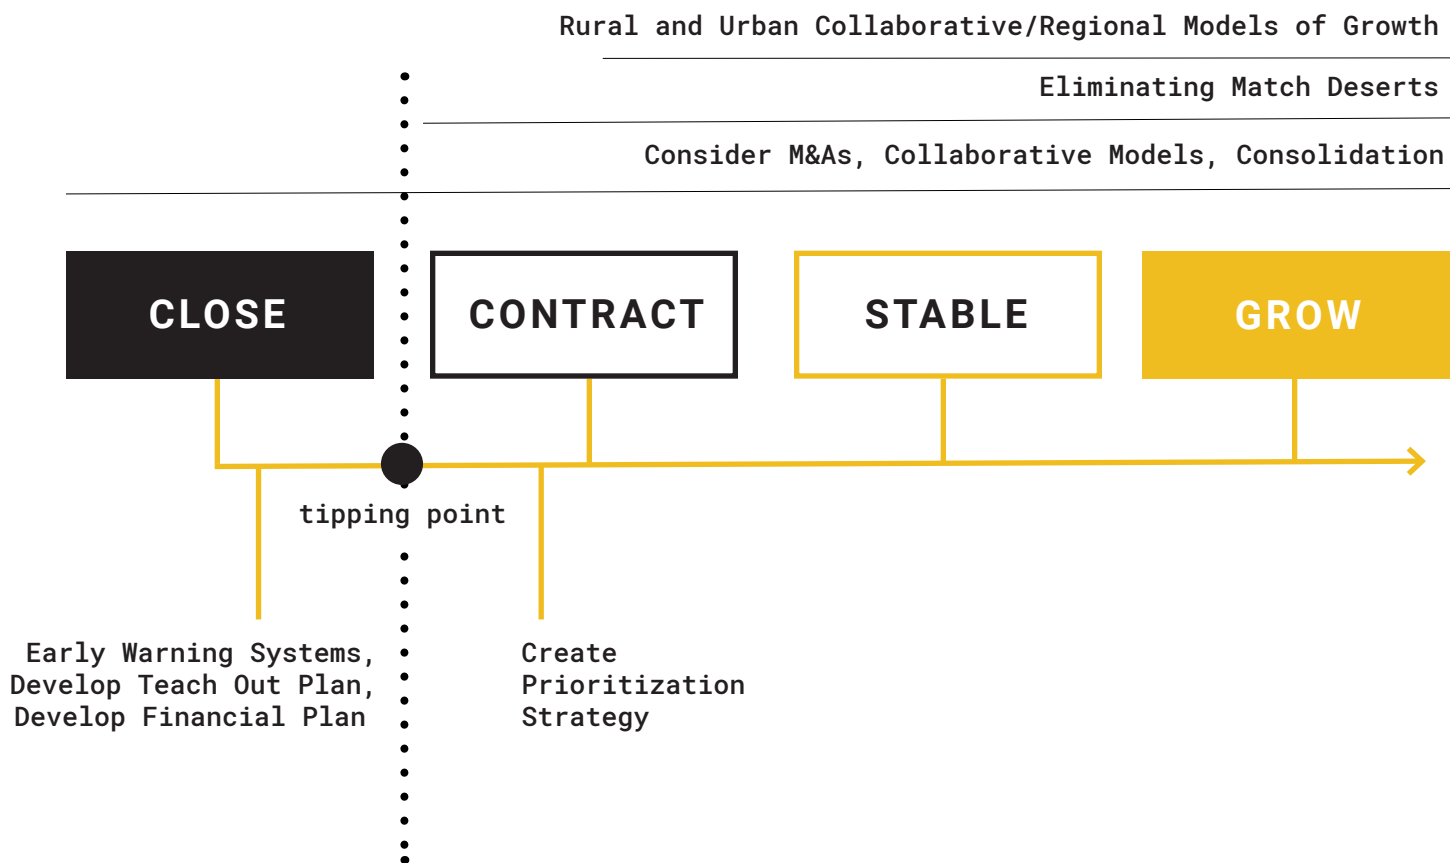 Rural and Urban Collaborative/Regional Models of Growth
Eliminating Match Deserts
Consider M&As, Collaborative Models, Consolidation
CLOSE
CONTRACT
STABLE
GROW
tipping point
Early Warning Systems,
Develop Teach Out Plan,
Develop Financial Plan
Create
Prioritization
Strategy